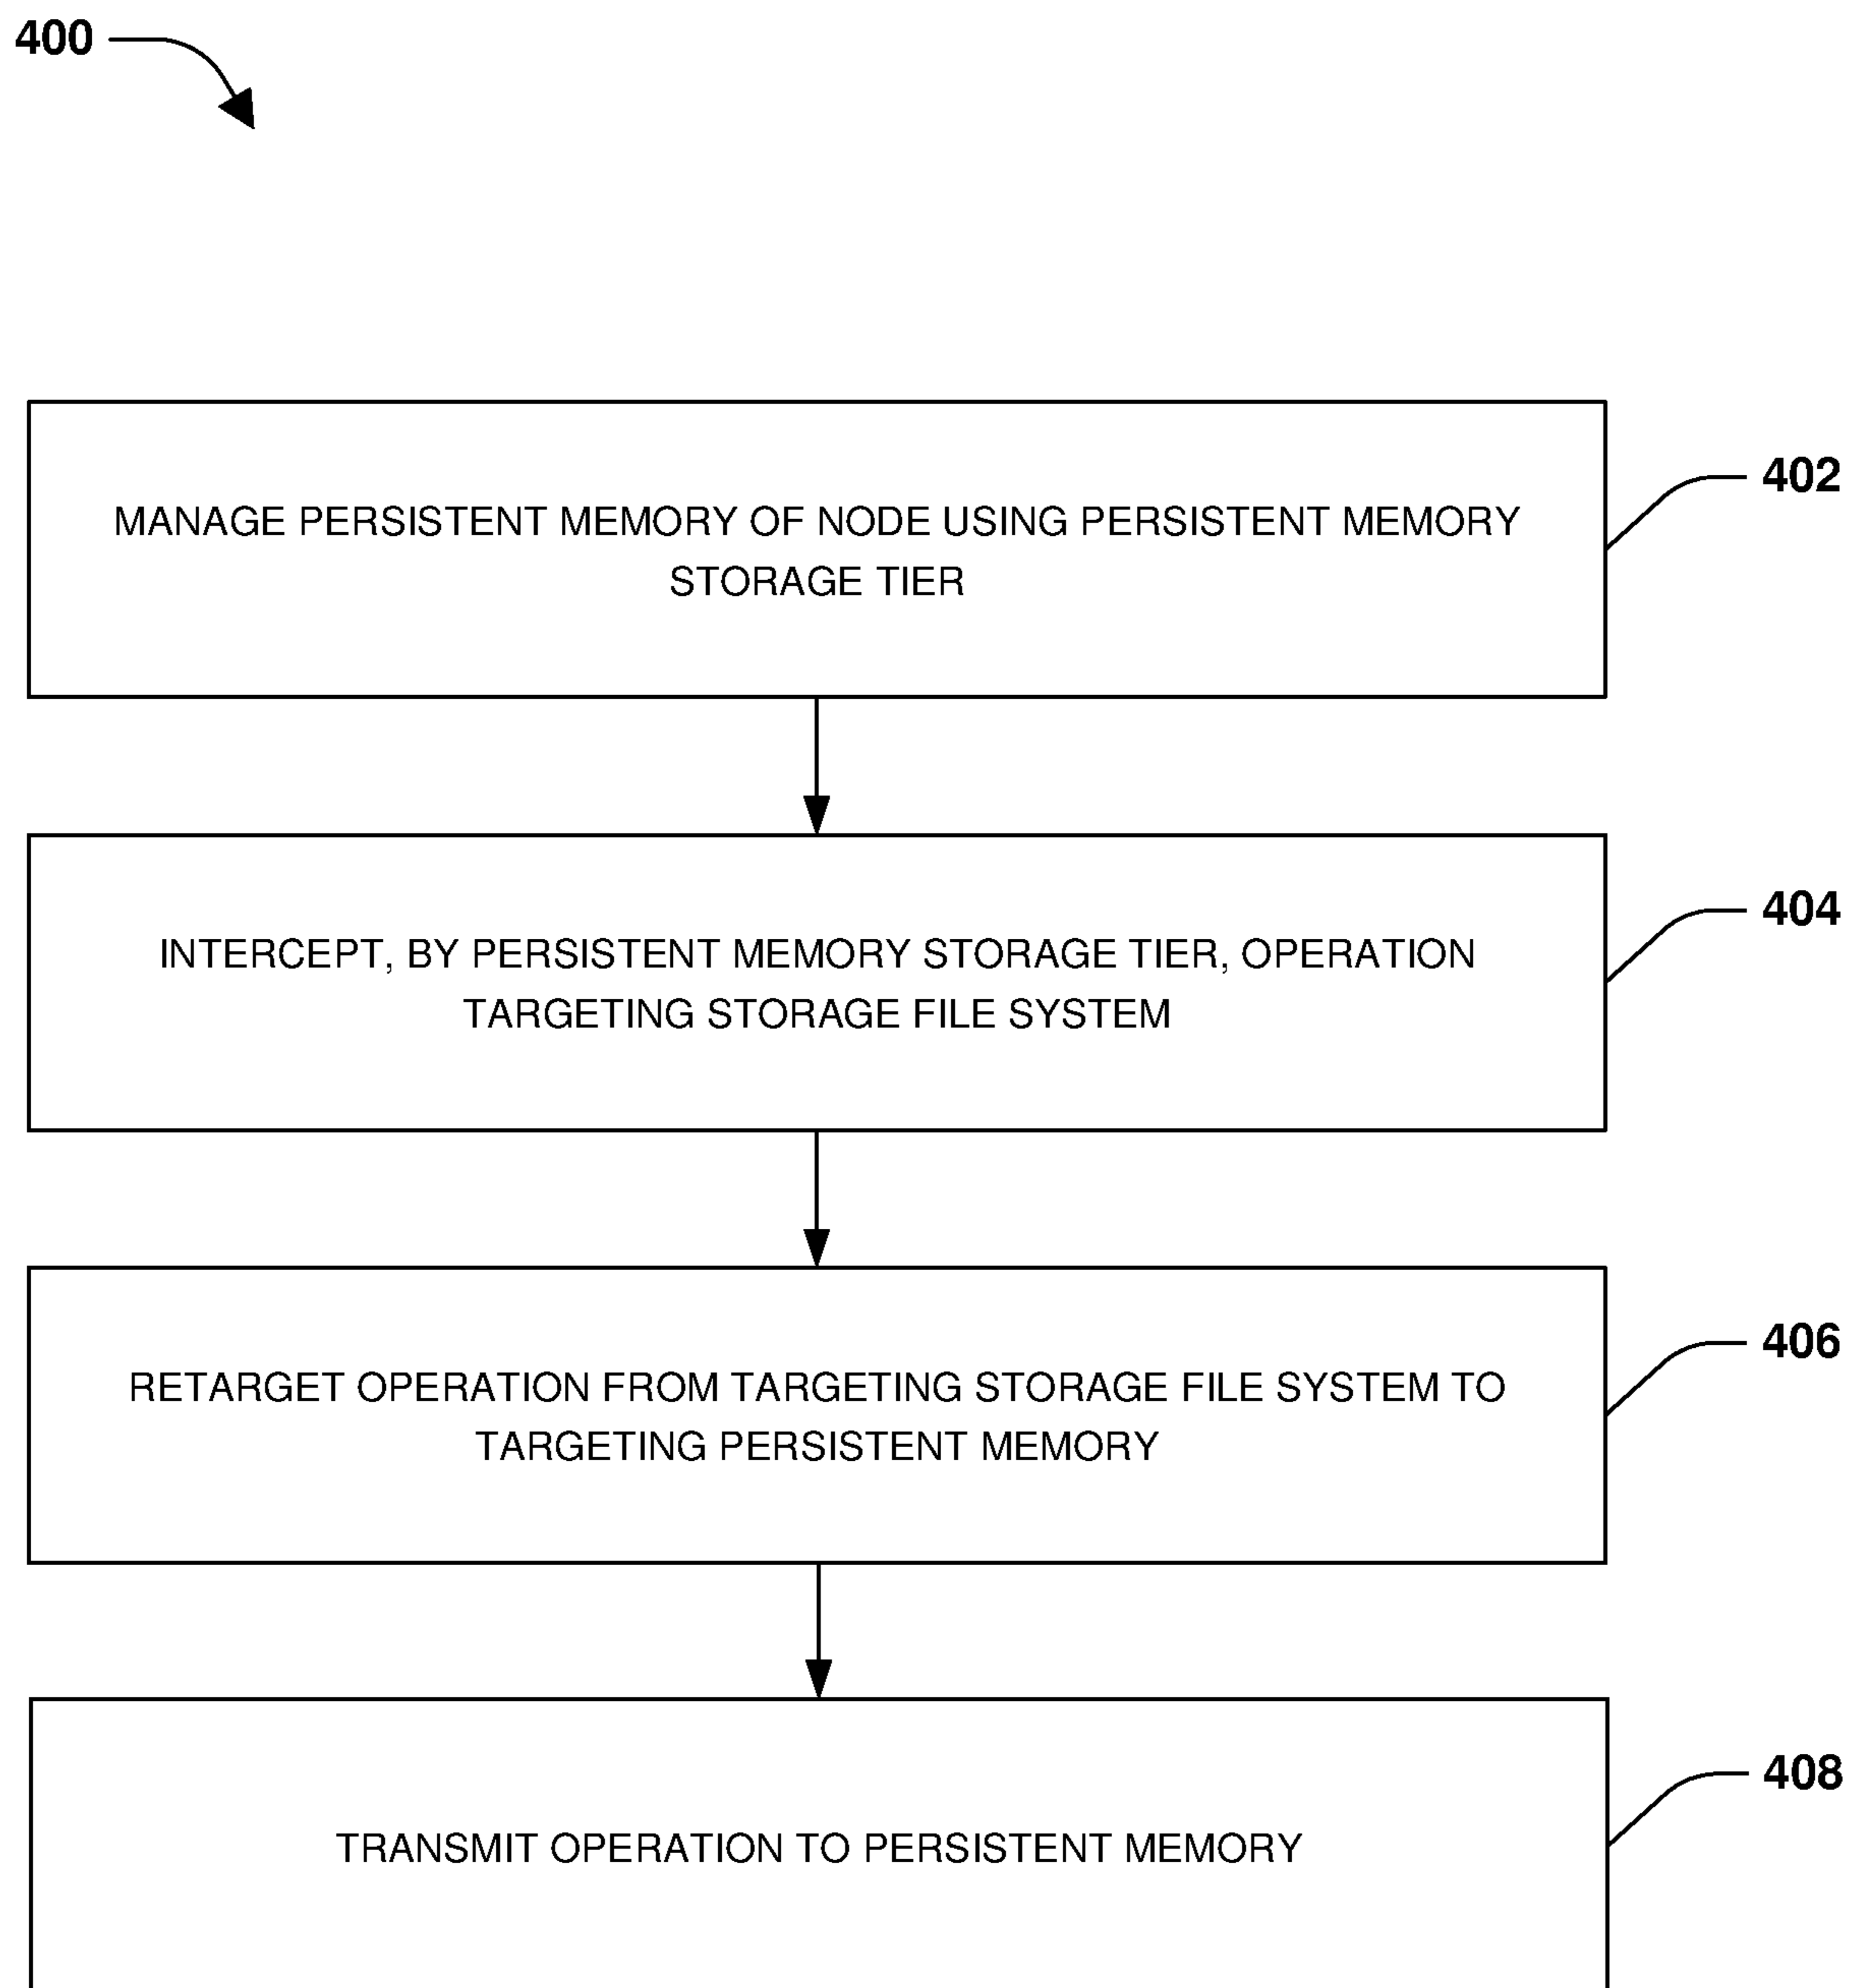 400
MANAGE PERSISTENT MEMORY OF NODE USING PERSISTENT MEMORY
STORAGE TIER
402
INTERCEPT, BY PERSISTENT MEMORY STORAGE TIER, OPERATION
TARGETING STORAGE FILE SYSTEM
404
RETARGET OPERATION FROM TARGETING STORAGE FILE SYSTEM TO
TARGETING PERSISTENT MEMORY
406
TRANSMIT OPERATION TO PERSISTENT MEMORY
408